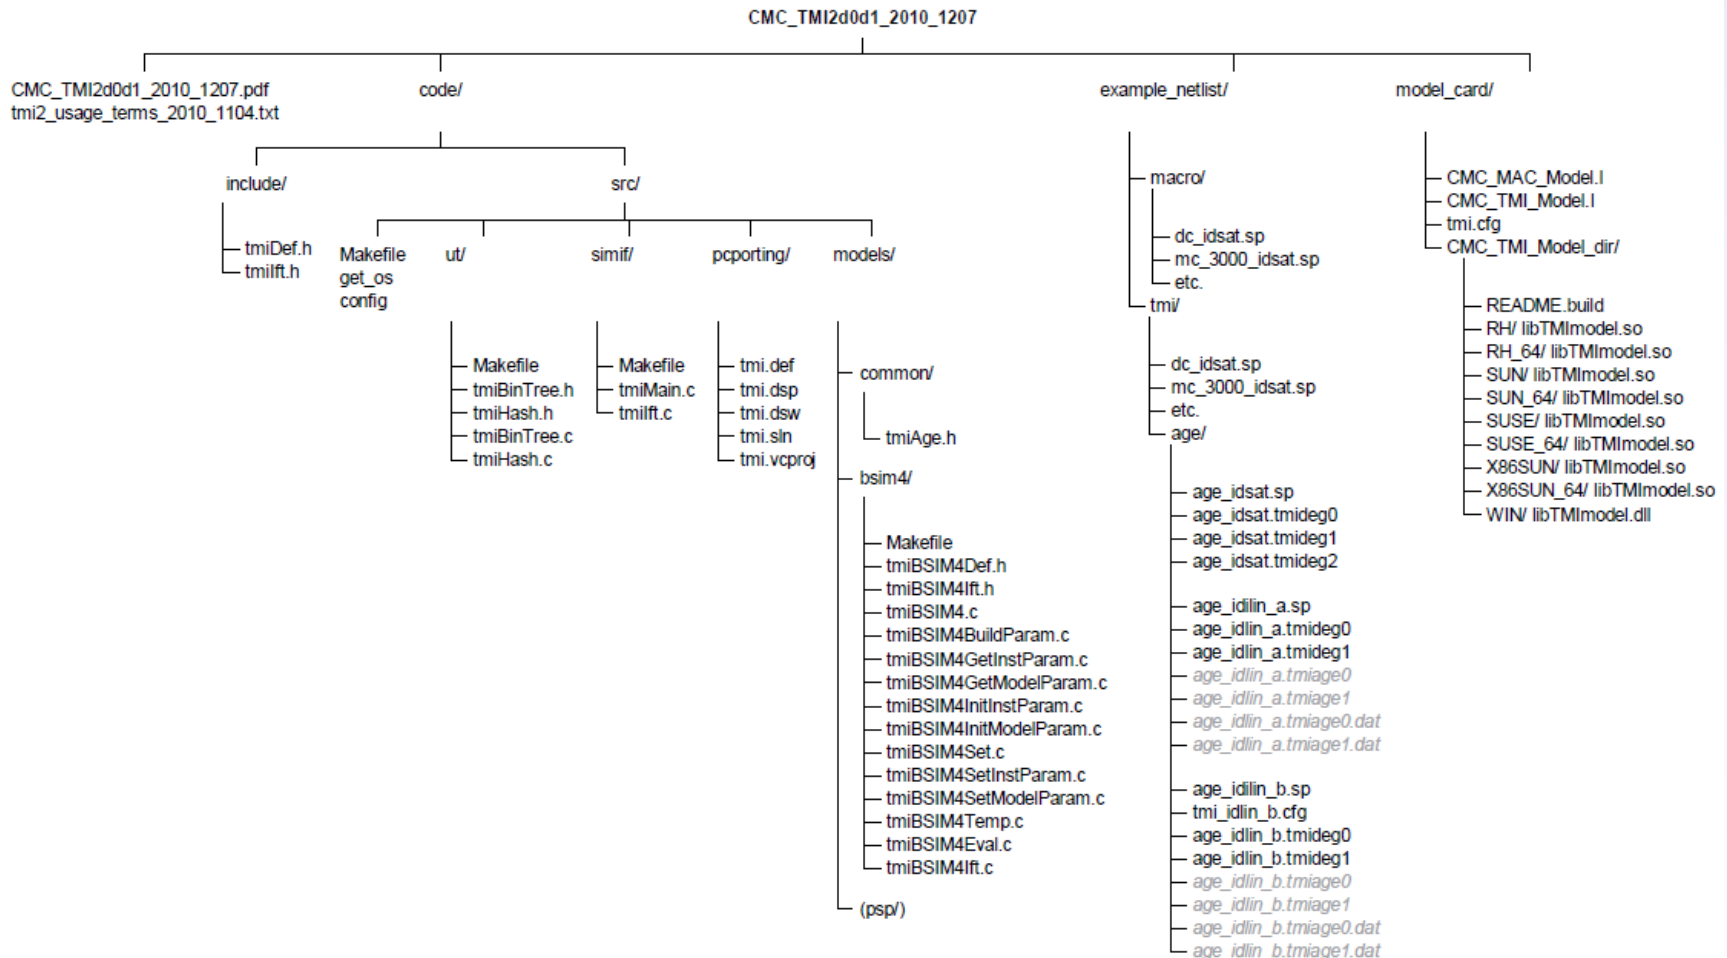 CMC_TMI2d0d1_2010_1207
CMC_TMI2d0d1_2010_1207.pdf
tmi2_usage_terms_2010_1104.txt
code/
include/
tmiDef.h
tmiIft.h
src/
Makefile
get_os
config
ut/
Makefile
tmiBinTree.h
tmiHash.h
tmiBinTree.c
tmiHash.c
simif/
Makefile
tmiMain.c
tmiIft.c
pcporting/
tmi.def
tmi.dsp
tmi.dsw
tmi.sln
tmi.vcproj
models/
common/
tmiAge.h
bsim4/
Makefile
tmiBSIM4Def.h
tmiBSIM4Ift.h
tmiBSIM4.c
tmiBSIM4BuildParam.c
tmiBSIM4GetInstParam.c
tmiBSIM4GetModelParam.c
tmiBSIM4InitInstParam.c
tmiBSIM4InitModelParam.c
tmiBSIM4Set.c
tmiBSIM4SetInstParam.c
tmiBSIM4SetModelParam.c
tmiBSIM4Temp.c
tmiBSIM4Eval.c
tmiBSIM4Ift.c
(psp/)
example_netlist/
macro/
dc_idsat.sp
mc_3000_idsat.sp
etc.
tmi/
dc_idsat.sp
mc_3000_idsat.sp
etc.
age/
age_idsat.sp
age_idsat.tmideg0
age_idsat.tmideg1
age_idsat.tmideg2
age_idilin_a.sp
age_idlin_a.tmideg0
age_idlin_a.tmideg1
age_idlin_a.tmiage0
age_idlin_a.tmiage1
age_idlin_a.tmiage0.dat
age_idlin_a.tmiage1.dat
age_idilin_b.sp
tmi_idlin_b.cfg
age_idlin_b.tmideg0
age_idlin_b.tmideg1
age_idlin_b.tmiage0
age_idlin_b.tmiage1
age_idlin_b.tmiage0.dat
age_idlin_b.tmiage1.dat
model_card/
CMC_MAC_Model.l
CMC_TMI_Model.l
tmi.cfg
CMC_TMI_Model_dir/
README.build
RH/ libTMImodel.so
RH_64/ libTMImodel.so
SUN/ libTMImodel.so
SUN_64/ libTMImodel.so
SUSE/ libTMImodel.so
SUSE_64/ libTMImodel.so
X86SUN/ libTMImodel.so
X86SUN_64/ libTMImodel.so
WIN/ libTMImodel.dll